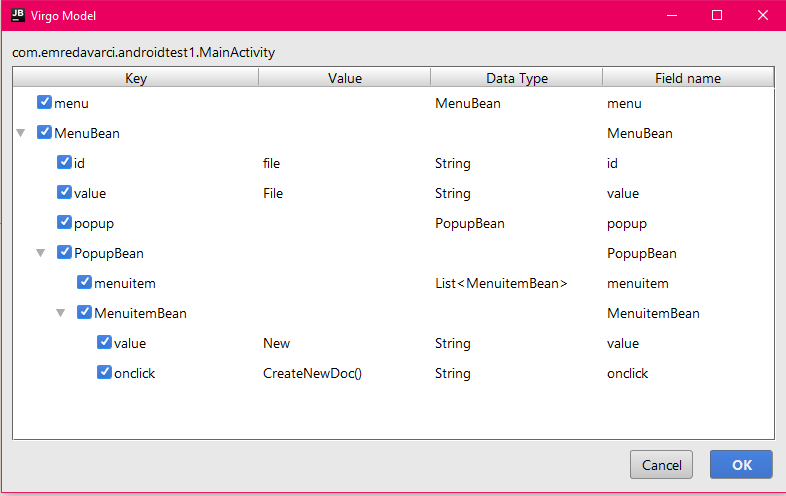 JB Virgo Model
com.emredavarci.androidtest1.MainActivity
Key Value Data Type Field name
menu MenuBean menu
MenuBean MenuBean
id file String id
value File String value
popup PopupBean popup
PopupBean PopupBean
menuitem List<MenuitemBean> menuitem
MenuitemBean MenuitemBean
value New String value
onclick CreateNewDoc() String onclick
Cancel OK